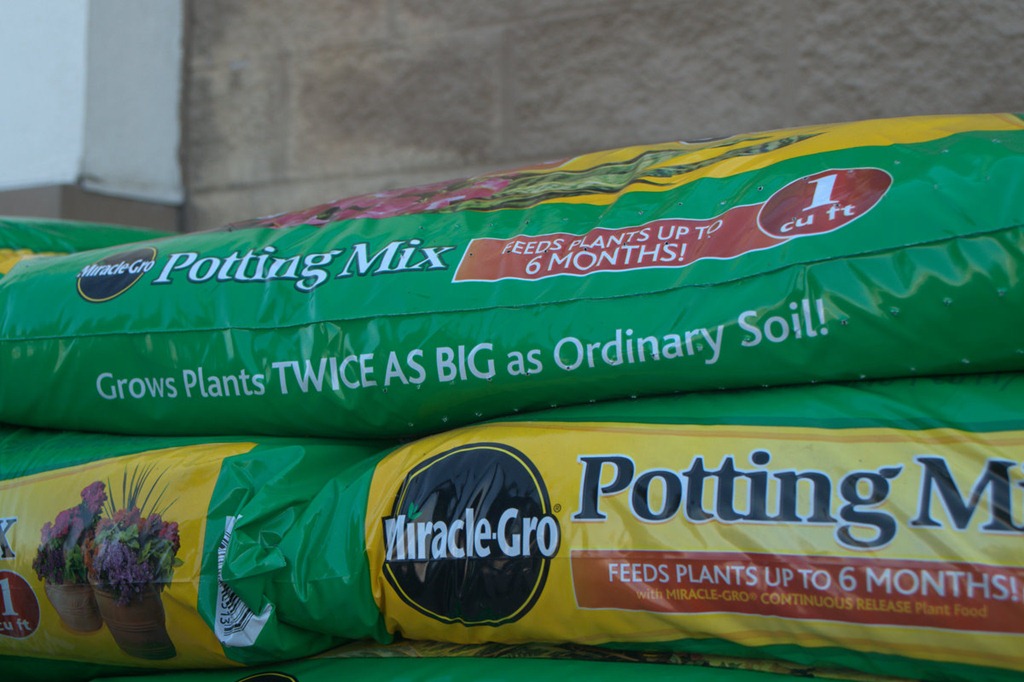 Miracle-Gro Potting Mix
FEEDS PLANTS UP TO
6 MONTHS!
1
cu ft
Grows Plants TWICE AS BIG as Ordinary Soil!
X
1
cu ft
Miracle-Gro®
Potting Mi
FEEDS PLANTS UP TO 6 MONTHS!
with MIRACLE-GRO® CONTINUOUS RELEASE Plant Food